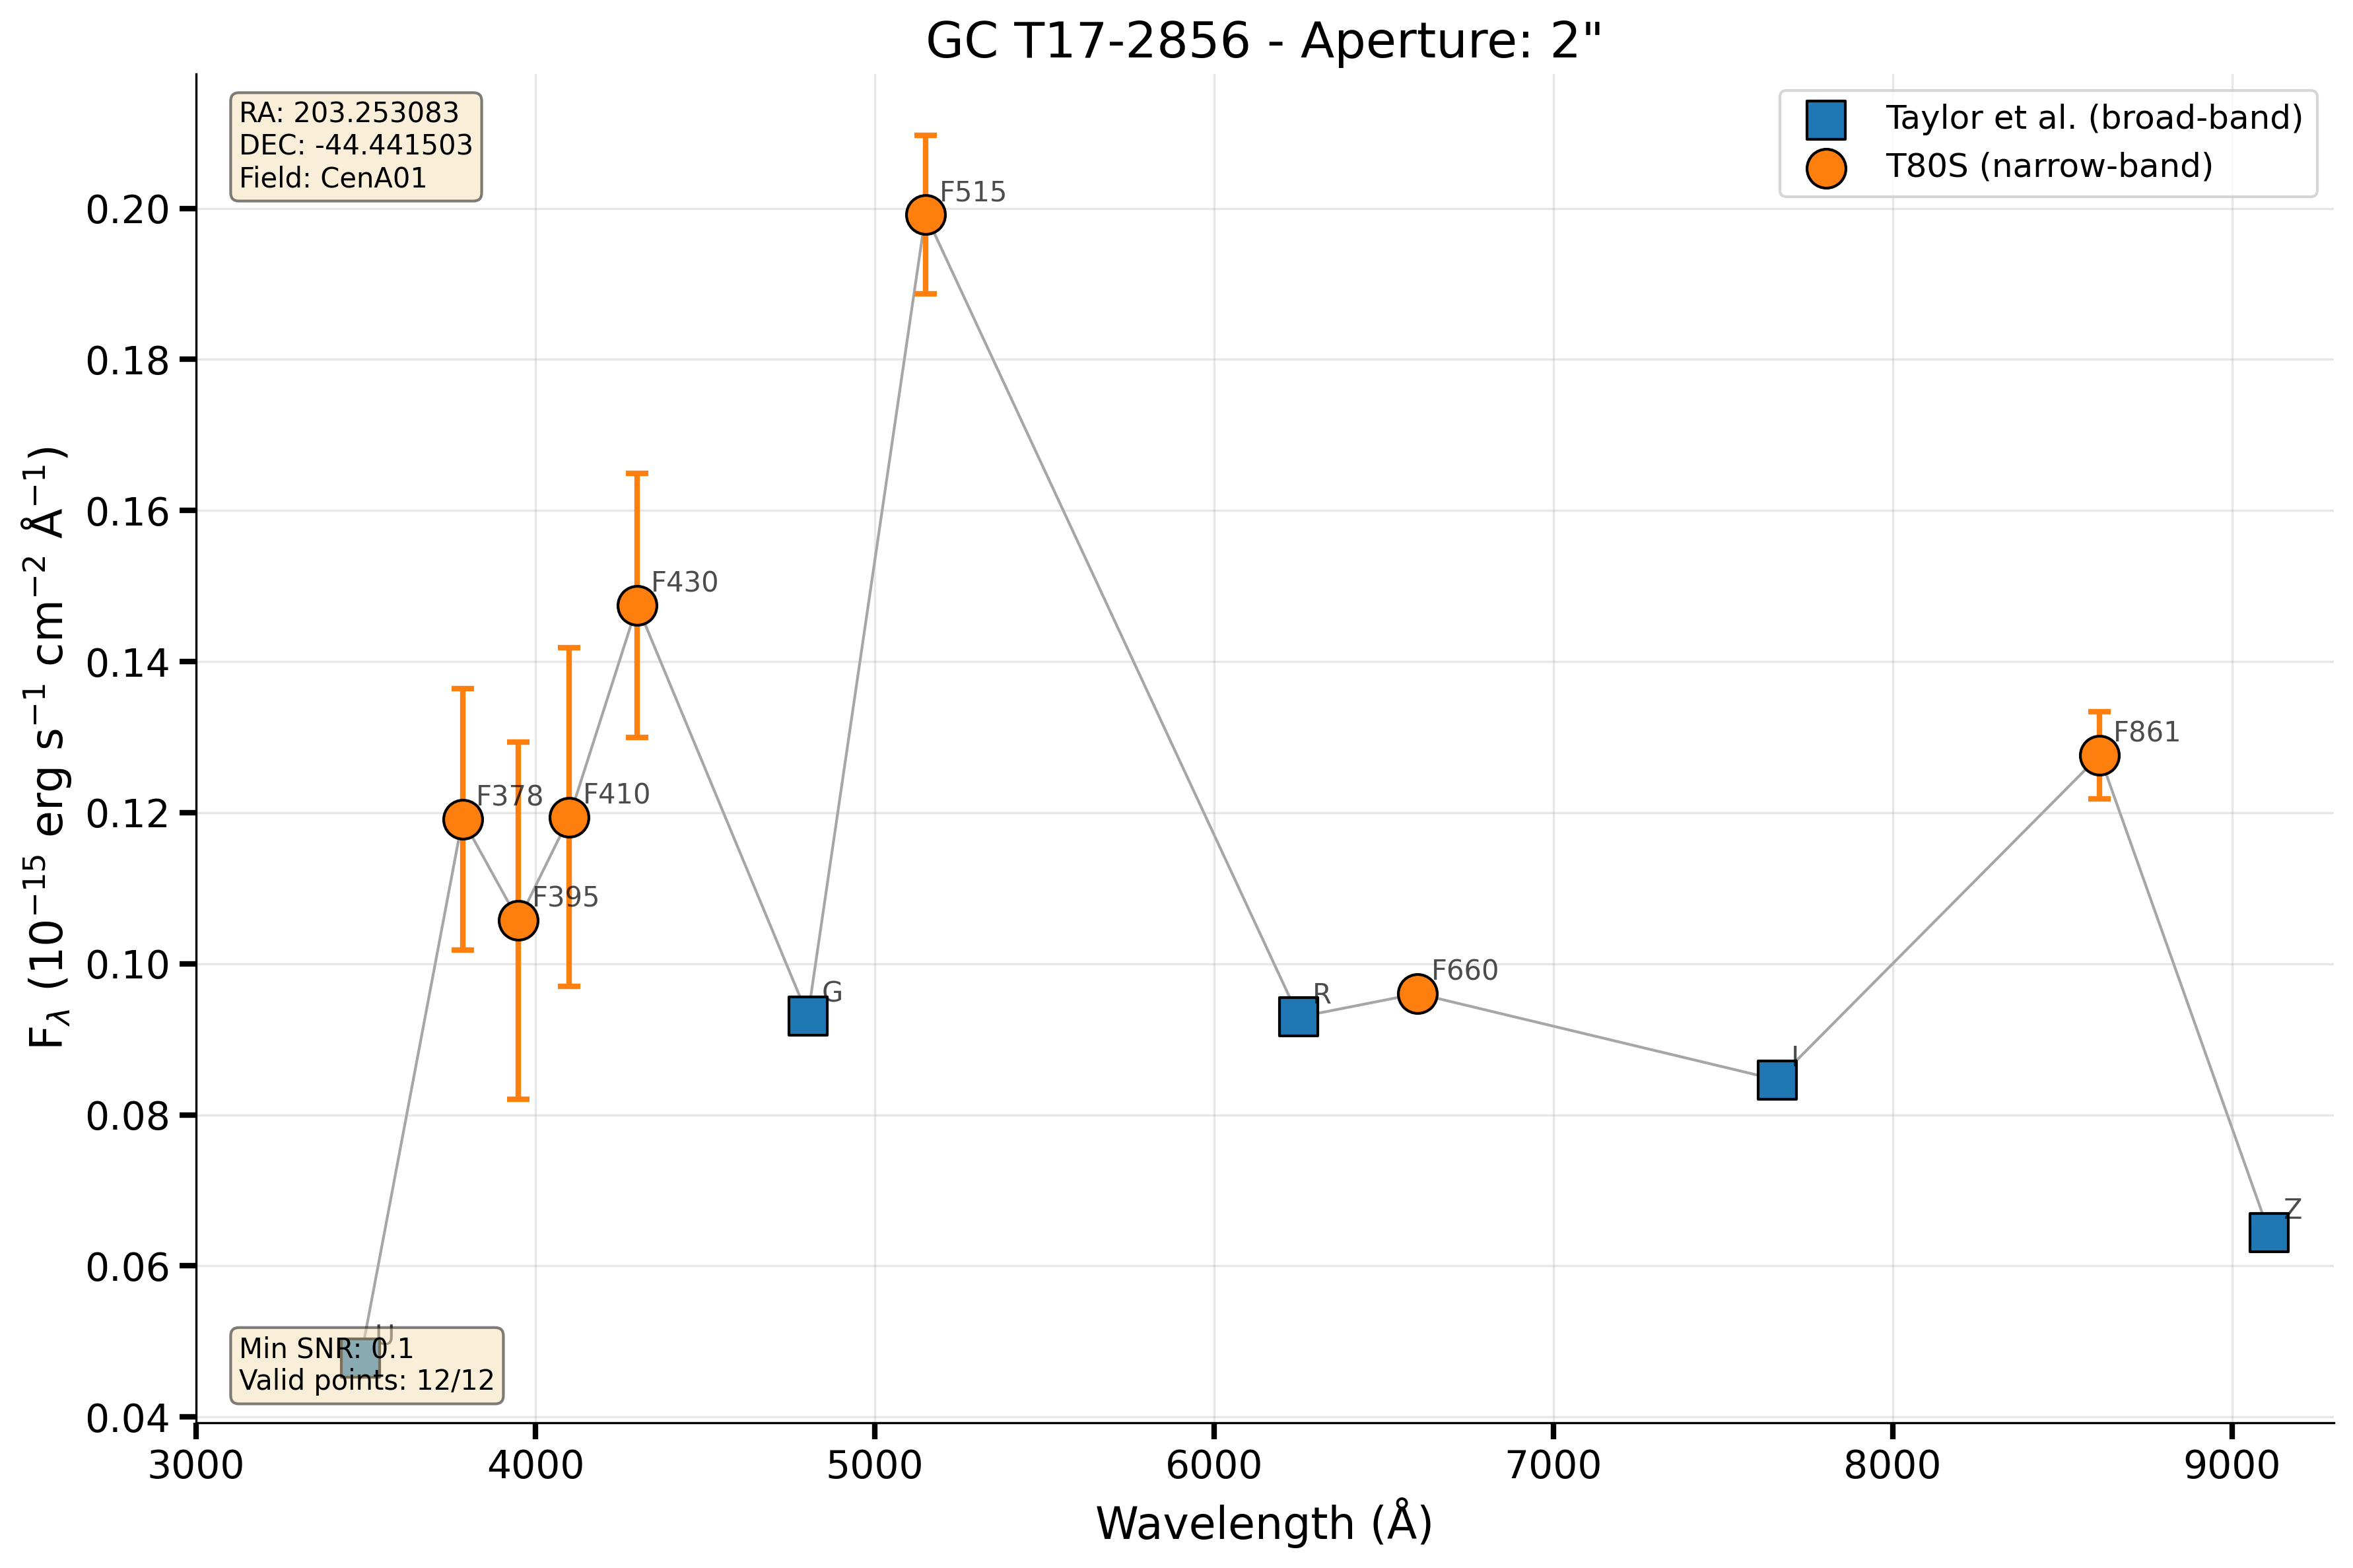 GC T17-2856 - Aperture: 2"
RA: 203.253083
DEC: -44.441503
Field: CenA01
Taylor et al. (broad-band)
T80S (narrow-band)
F515
F430
F378
F410
F395
G
R
F660
I
F861
Z
U
Min SNR: 0.1
Valid points: 12/12
0.20
0.18
0.16
0.14
0.12
0.10
0.08
0.06
0.04
F_λ (10⁻¹⁵ erg s⁻¹ cm⁻² Å⁻¹)
3000 4000 5000 6000 7000 8000 9000
Wavelength (Å)